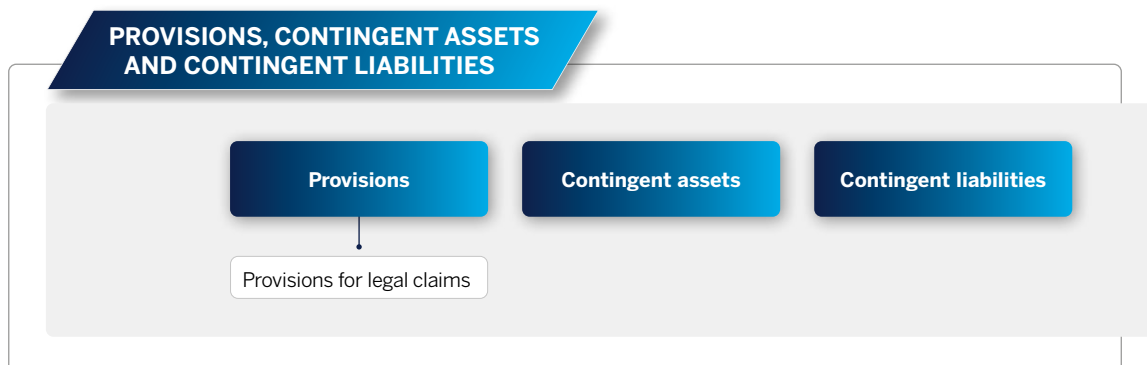 PROVISIONS, CONTINGENT ASSETS
AND CONTINGENT LIABILITIES
Provisions
Contingent assets
Contingent liabilities
Provisions for legal claims